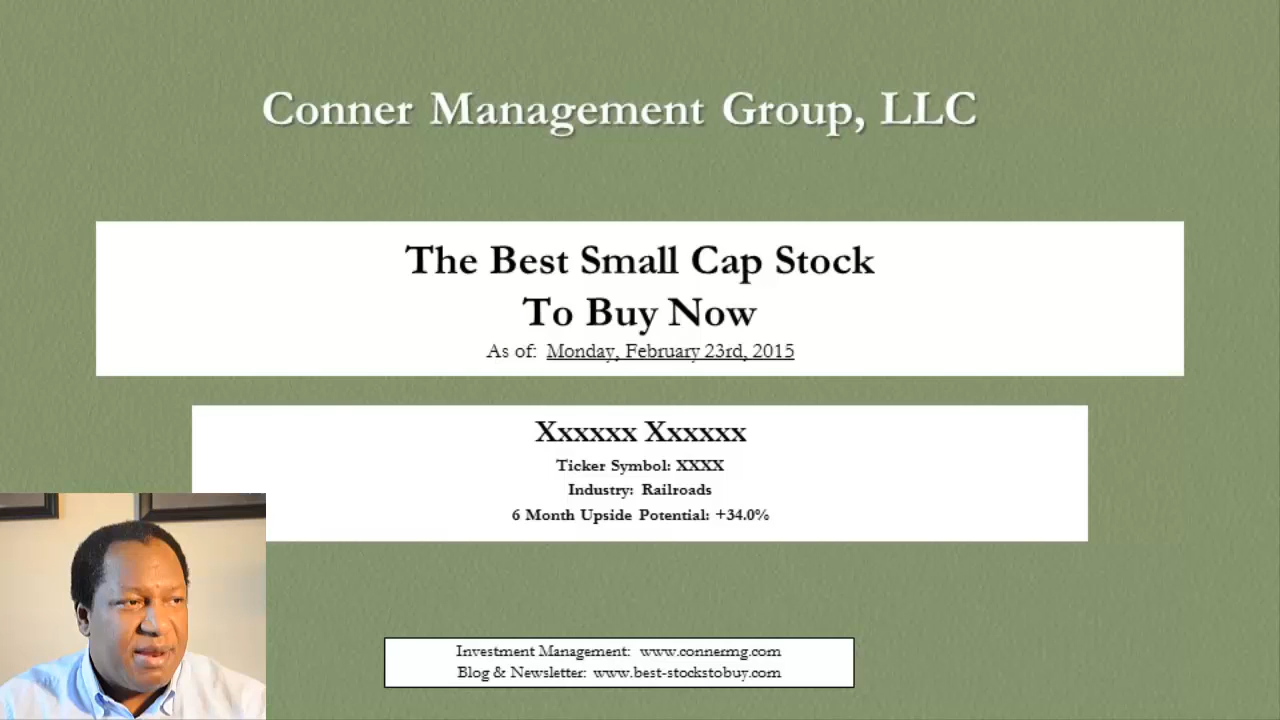 Conner Management Group, LLC
The Best Small Cap Stock
To Buy Now
As of: Monday, February 23rd, 2015
Xxxxxx Xxxxxx
Ticker Symbol: XXXX
Industry: Railroads
6 Month Upside Potential: +34.0%
Investment Management: www.connermg.com
Blog & Newsletter: www.best-stockstobuy.com